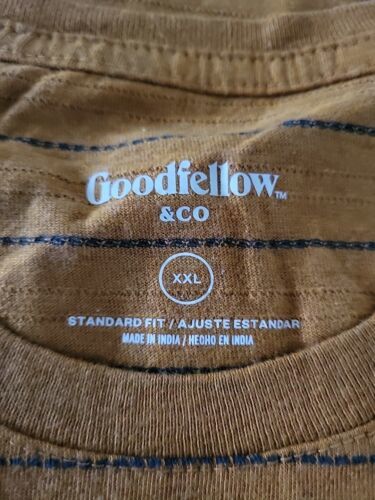 Goodfellow™
&CO
XXL
STANDARD FIT / AJUSTE ESTANDAR
MADE IN INDIA / HECHO EN INDIA